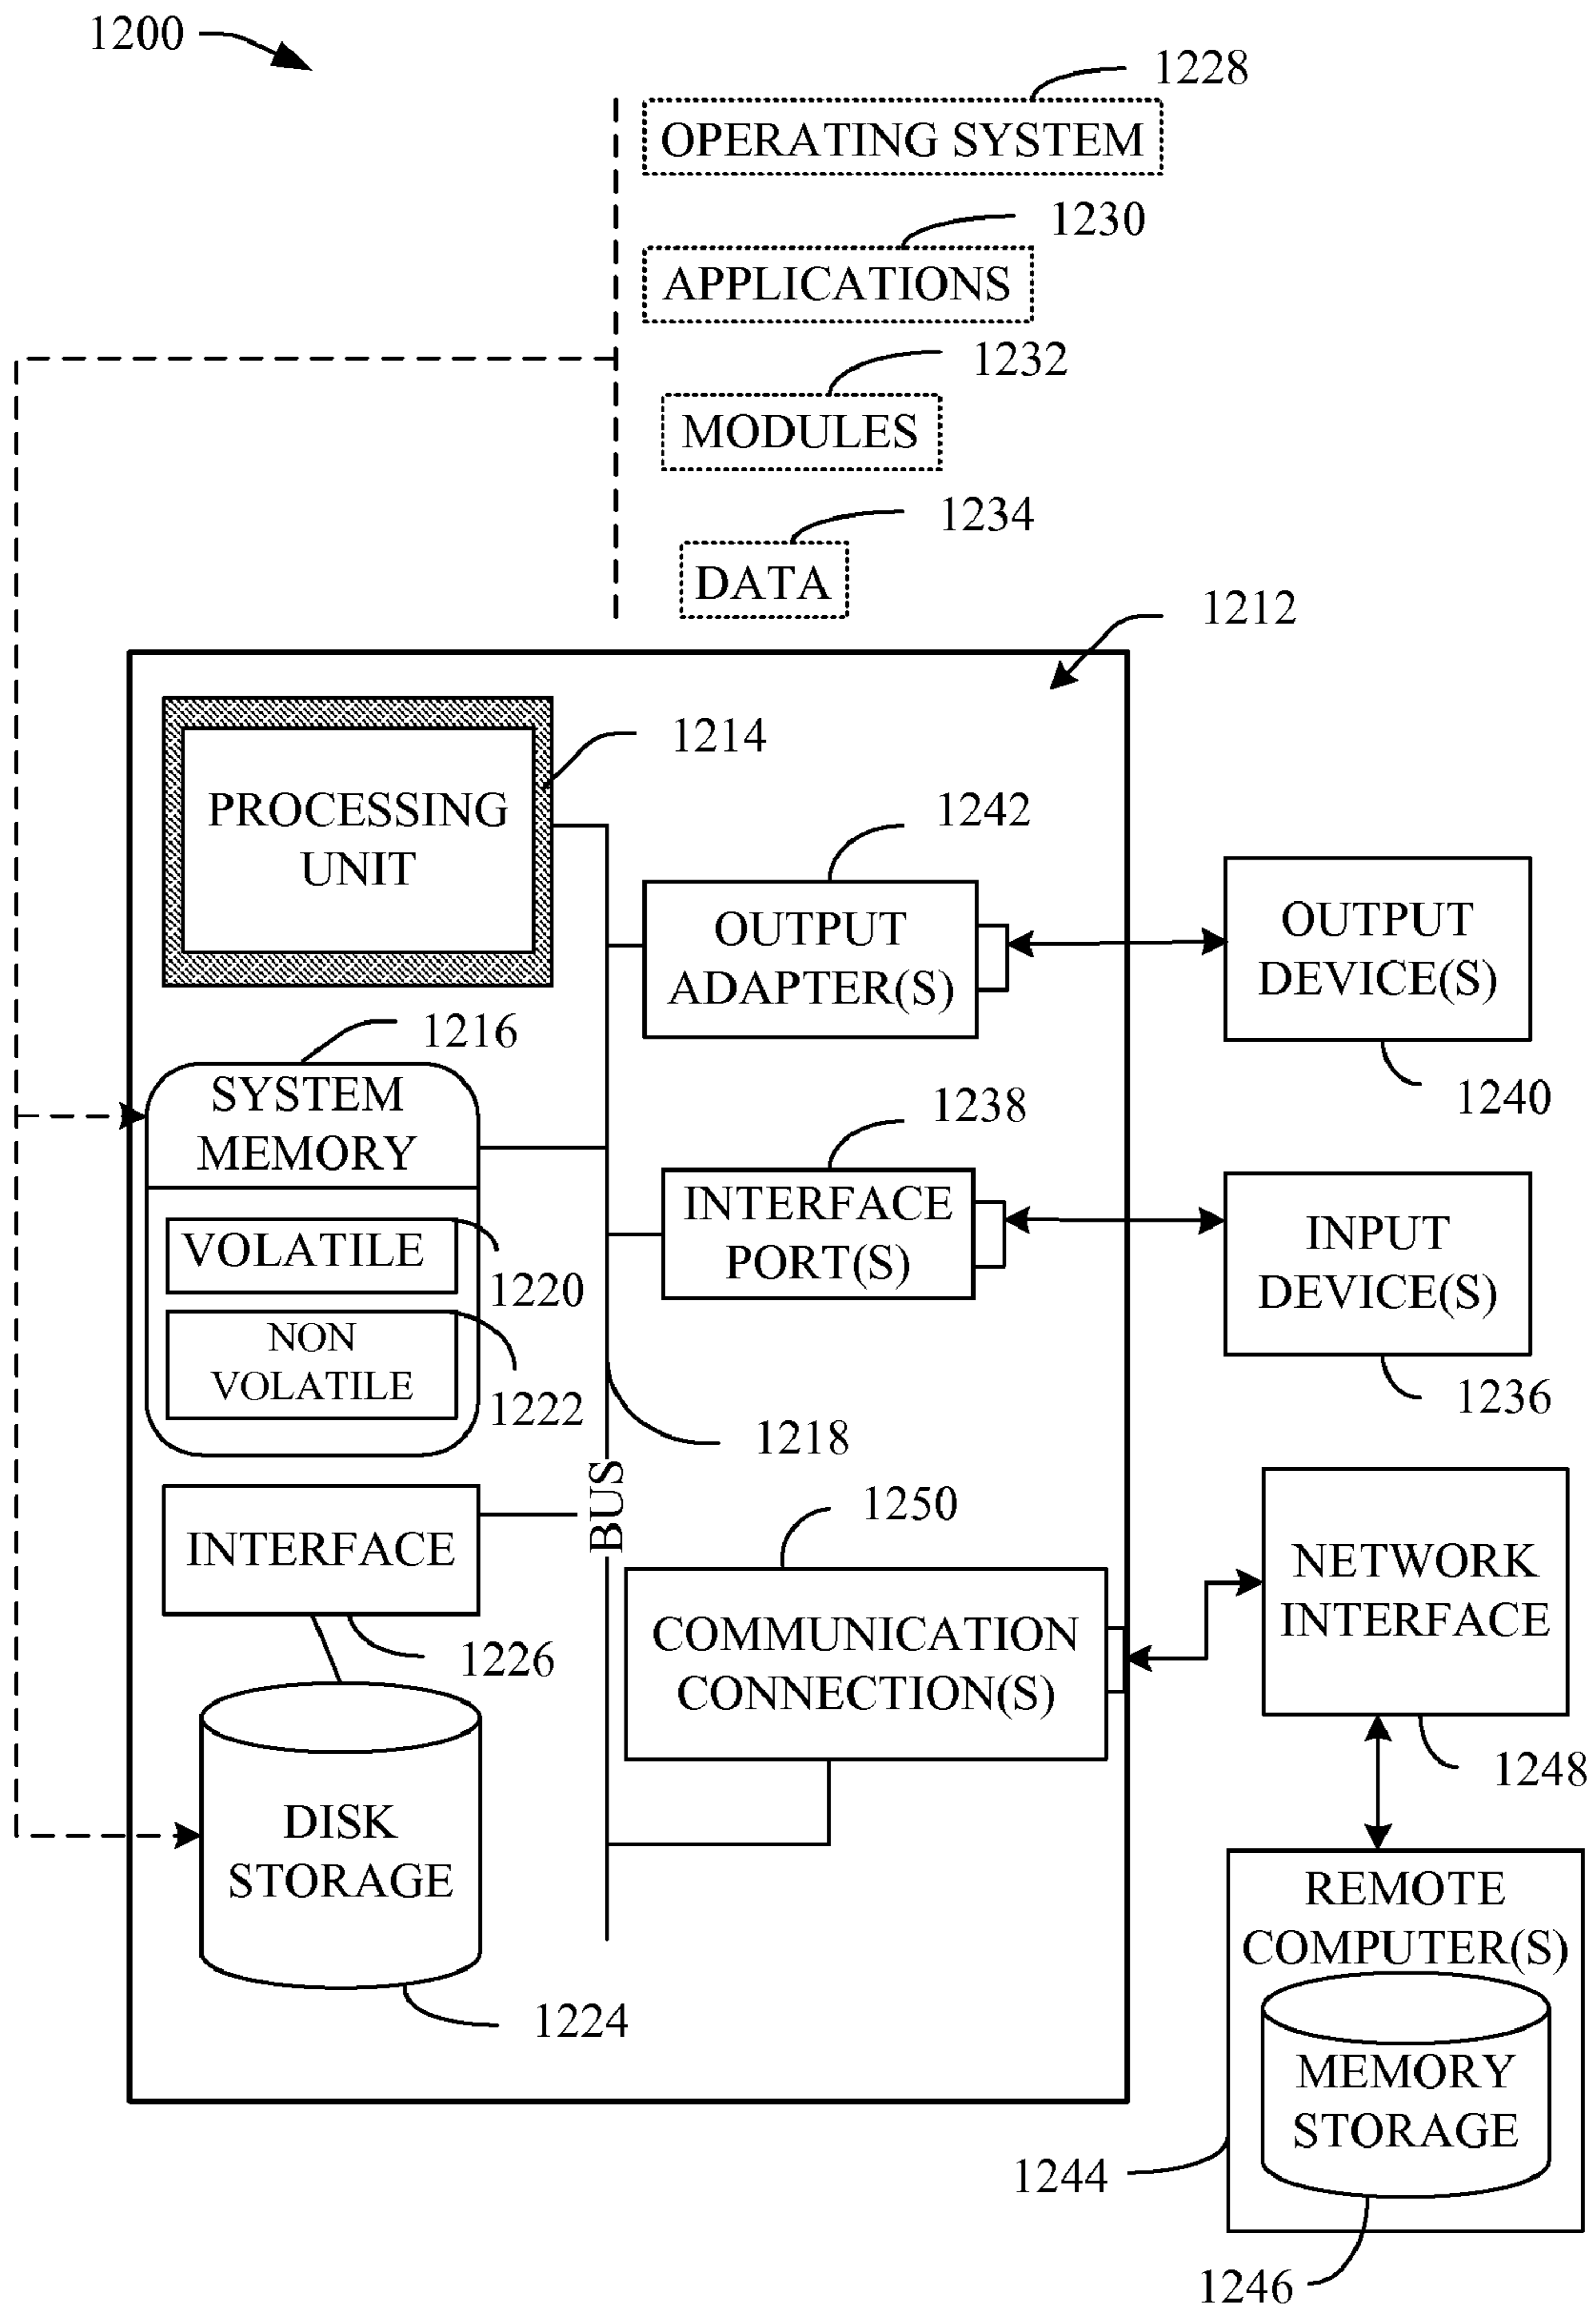 1200
1228
OPERATING SYSTEM
1230
APPLICATIONS
1232
MODULES
1234
DATA
1212
1214
PROCESSING
UNIT
1242
OUTPUT
ADAPTER(S)
OUTPUT
DEVICE(S)
1240
1216
SYSTEM
MEMORY
VOLATILE
1220
NON
VOLATILE
1222
1238
INTERFACE
PORT(S)
INPUT
DEVICE(S)
1236
1218
BUS
INTERFACE
1226
1250
COMMUNICATION
CONNECTION(S)
NETWORK
INTERFACE
1248
DISK
STORAGE
1224
REMOTE
COMPUTER(S)
MEMORY
STORAGE
1244
1246